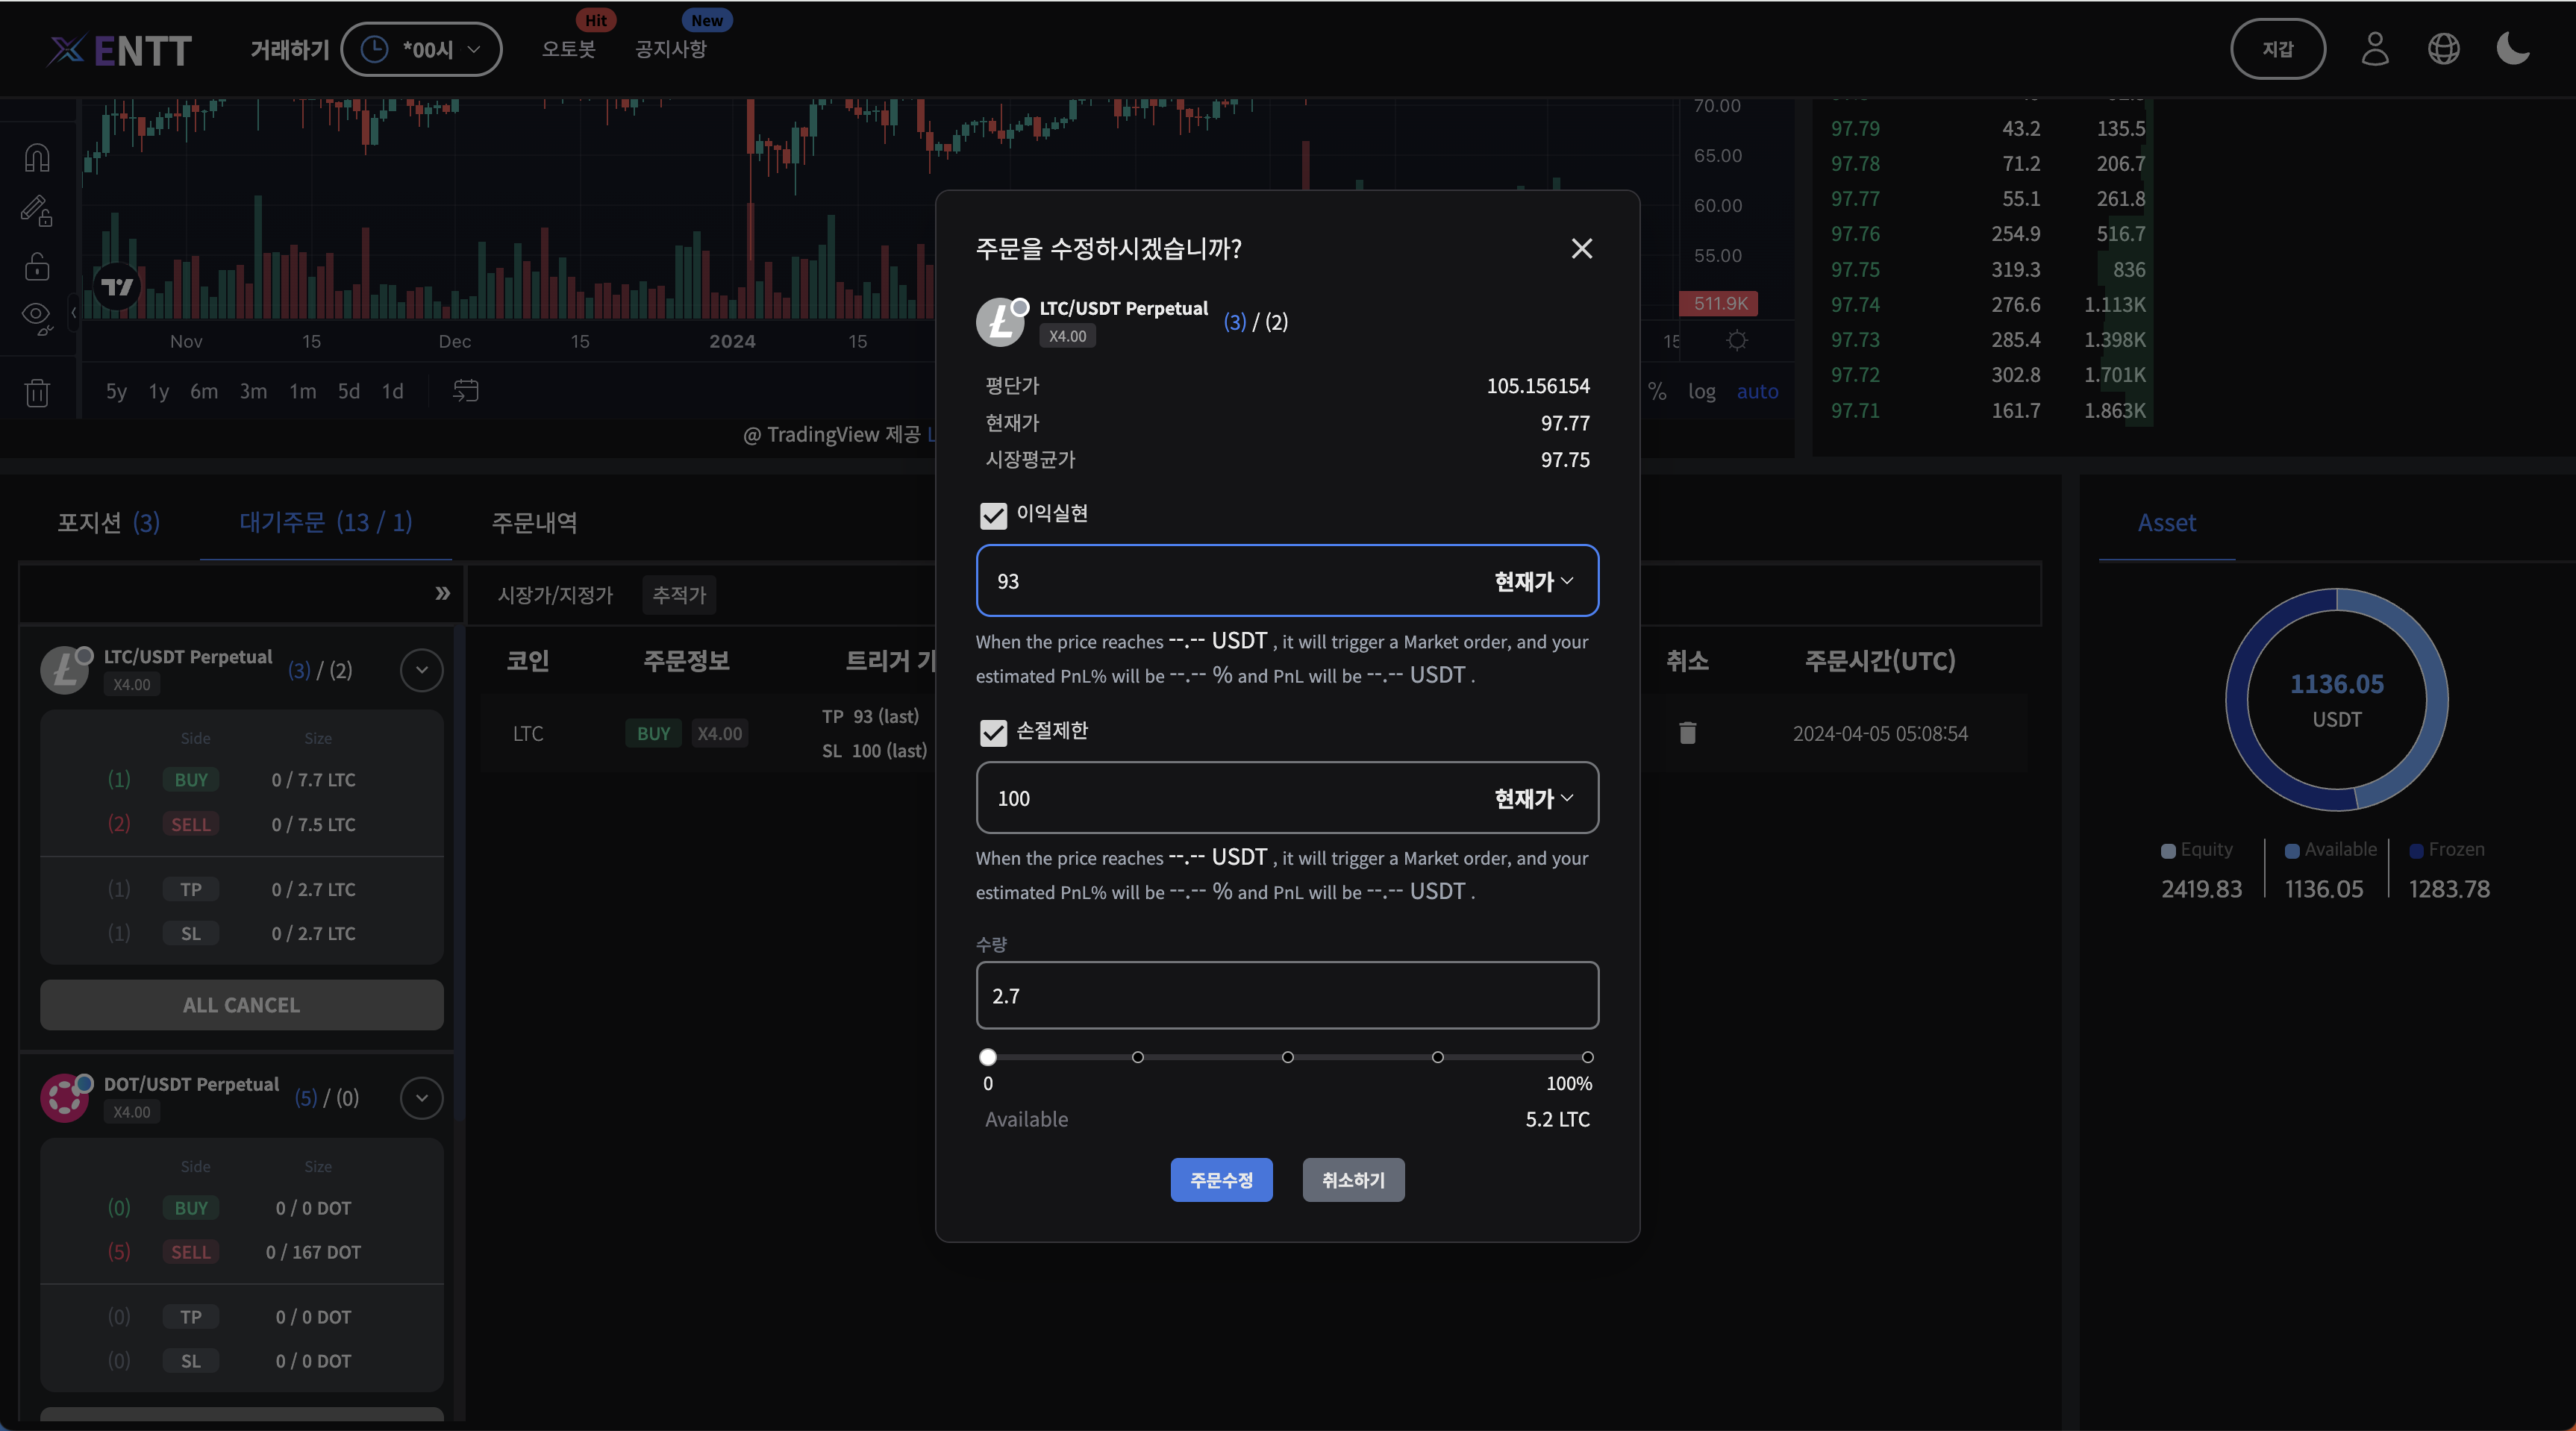 Hit
New
XENTT
거래하기
*00시
오토봇
공지사항
지갑
70.00
65.00
60.00
55.00
511.9K
Nov
15
Dec
15
2024
15
15
5y
1y
6m
3m
1m
5d
1d
%
log
auto
@ TradingView 제공 L
97.79 43.2 135.5
97.78 71.2 206.7
97.77 55.1 261.8
97.76 254.9 516.7
97.75 319.3 836
97.74 276.6 1.113K
97.73 285.4 1.398K
97.72 302.8 1.701K
97.71 161.7 1.863K
포지션 (3)
대기주문 (13 / 1)
주문내역
시장가/지정가
추적가
LTC/USDT Perpetual
X4.00
(3) / (2)
Side Size
(1) BUY 0 / 7.7 LTC
(2) SELL 0 / 7.5 LTC
(1) TP 0 / 2.7 LTC
(1) SL 0 / 2.7 LTC
ALL CANCEL
DOT/USDT Perpetual
X4.00
(5) / (0)
Side Size
(0) BUY 0 / 0 DOT
(5) SELL 0 / 167 DOT
(0) TP 0 / 0 DOT
(0) SL 0 / 0 DOT
코인 주문정보 트리거 가 취소 주문시간(UTC)
LTC BUY X4.00
TP 93 (last)
SL 100 (last)
2024-04-05 05:08:54
주문을 수정하시겠습니까?
LTC/USDT Perpetual
X4.00
(3) / (2)
평단가 105.156154
현재가 97.77
시장평균가 97.75
이익실현
93 현재가
When the price reaches --.-- USDT , it will trigger a Market order, and your
estimated PnL% will be --.-- % and PnL will be --.-- USDT .
손절제한
100 현재가
When the price reaches --.-- USDT , it will trigger a Market order, and your
estimated PnL% will be --.-- % and PnL will be --.-- USDT .
수량
2.7
0 100%
Available 5.2 LTC
주문수정
취소하기
Asset
1136.05
USDT
Equity Available Frozen
2419.83 1136.05 1283.78